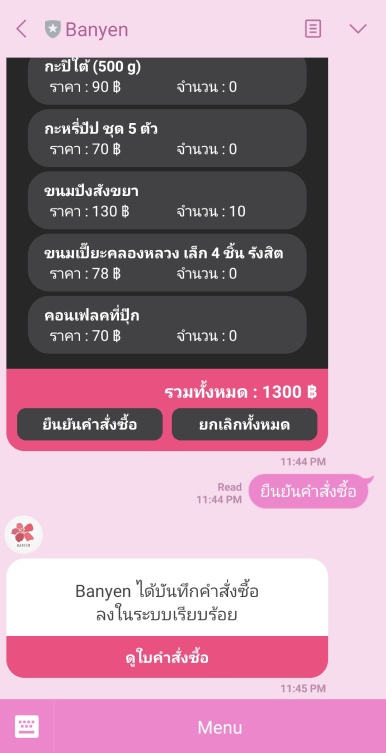 Banyen
กะปิใต้ (500 g)
ราคา : 90 ฿ จำนวน : 0
กะหรี่ปัป ชุด 5 ตัว
ราคา : 70 ฿ จำนวน : 0
ขนมปังสังขยา
ราคา : 130 ฿ จำนวน : 10
ขนมเปี๊ยะคลองหลวง เล็ก 4 ชิ้น รังสิต
ราคา : 78 ฿ จำนวน : 0
คอนเฟลคที่ปุ๊ก
ราคา : 70 ฿ จำนวน : 0
รวมทั้งหมด : 1300 ฿
ยืนยันคำสั่งซื้อ ยกเลิกทั้งหมด
11:44 PM
Read
11:44 PM
ยืนยันคำสั่งซื้อ
BANYEN
Banyen ได้บันทึกคำสั่งซื้อ
ลงในระบบเรียบร้อย
ดูใบคำสั่งซื้อ
11:45 PM
Menu